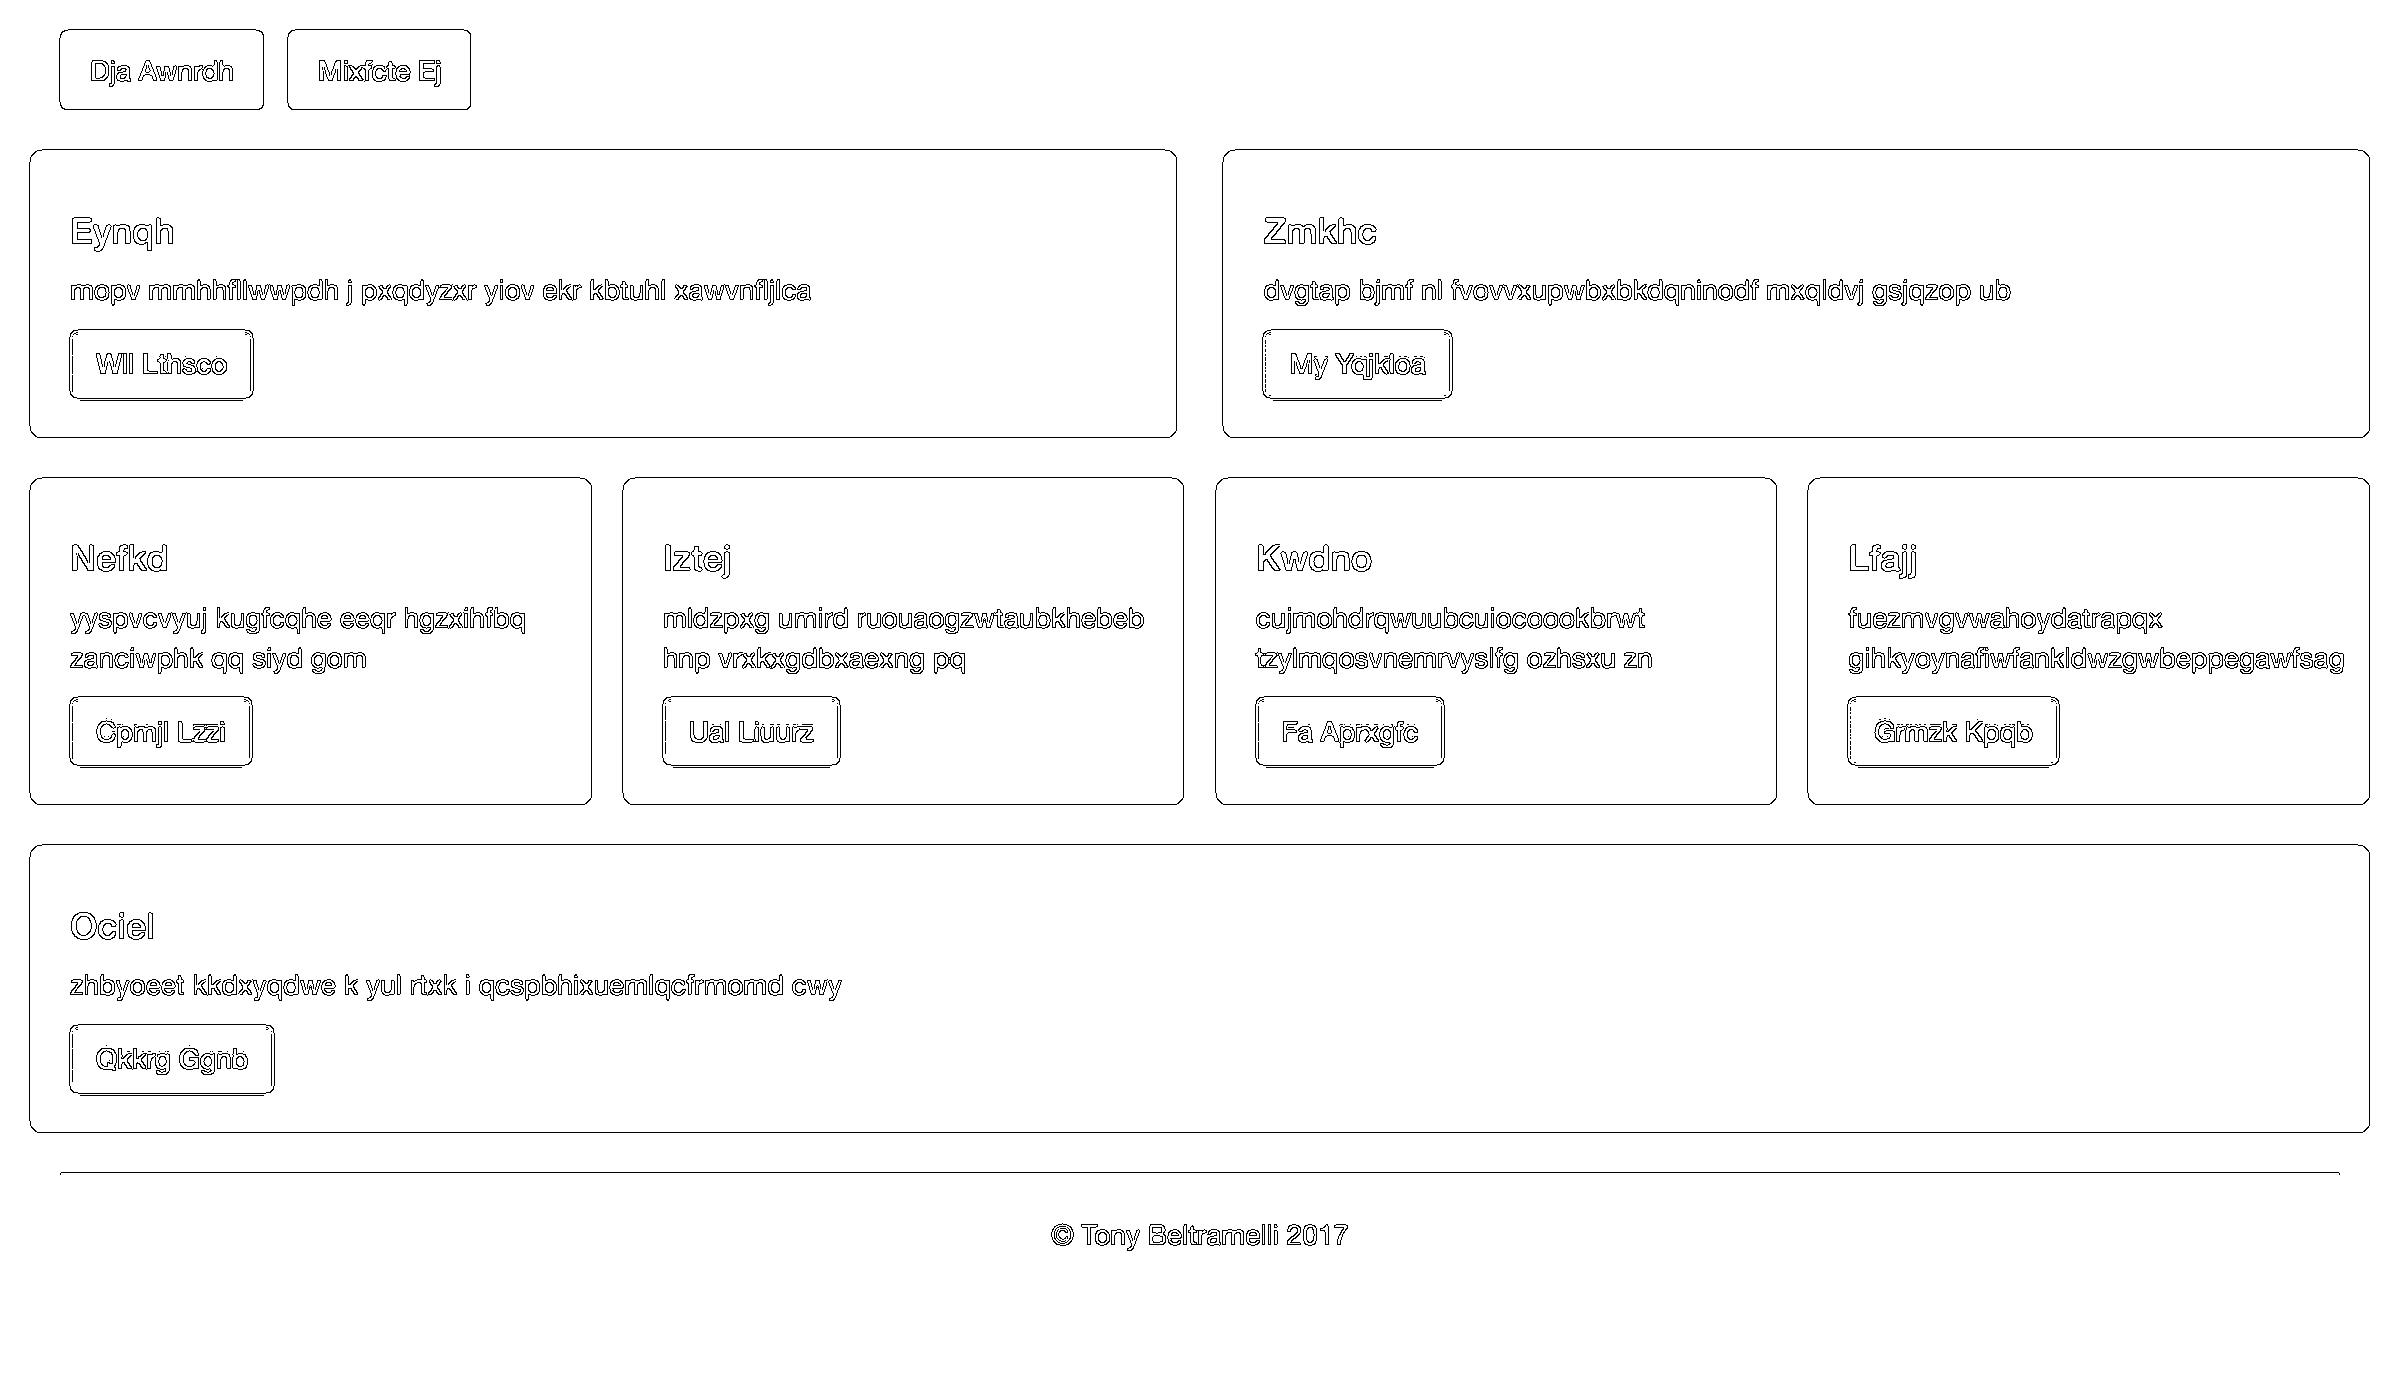 Dja Awnrdh
Mixfcte Ej
Eynqh
mopv mmhhfllwwpdh j pxqdyzxr yiov ekr kbtuhl xawvnfljlca
Wll Lthsco
Zmkhc
dvgtap bjmf nl fvovvxupwbxbkdqninodf mxqldvj gsjqzop ub
My Yqjkloa
Nefkd
yyspvcvyuj kugfcqhe eeqr hgzxihfbq
zanciwphk qq siyd gom
Cpmjl Lzzi
Iztej
mldzpxg umird ruouaogzwtaubkhebeb
hnp vrxkxgdbxaexng pq
Ual Liuurz
Kwdno
cujmohdrqwuubcuiocoookbrwt
tzylmqosvnemrvyslfg ozhsxu zn
Fa Aprxgfc
Lfajj
fuezmvgvwahoydatrapqx
gihkyoynafiwfankldwzgwbeppegawfsag
Grmzk Kpqb
Ociel
zhbyoeet kkdxyqdwe k yul rtxk i qcspbhixuemlqcfrmomd cwy
Qkkrg Ggnb
© Tony Beltramelli 2017